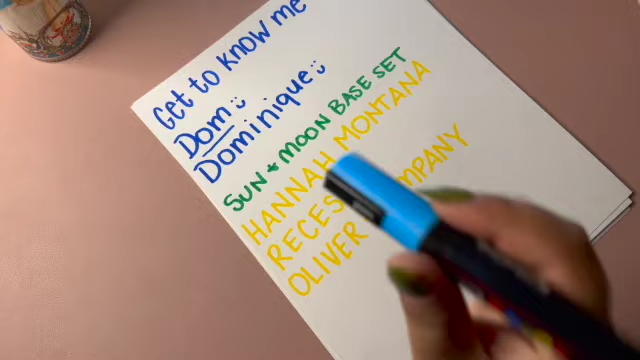 Get to know me
Dom
Dominique
SUN & MOON BASE SET
HANNAH MONTANA
OLIVER